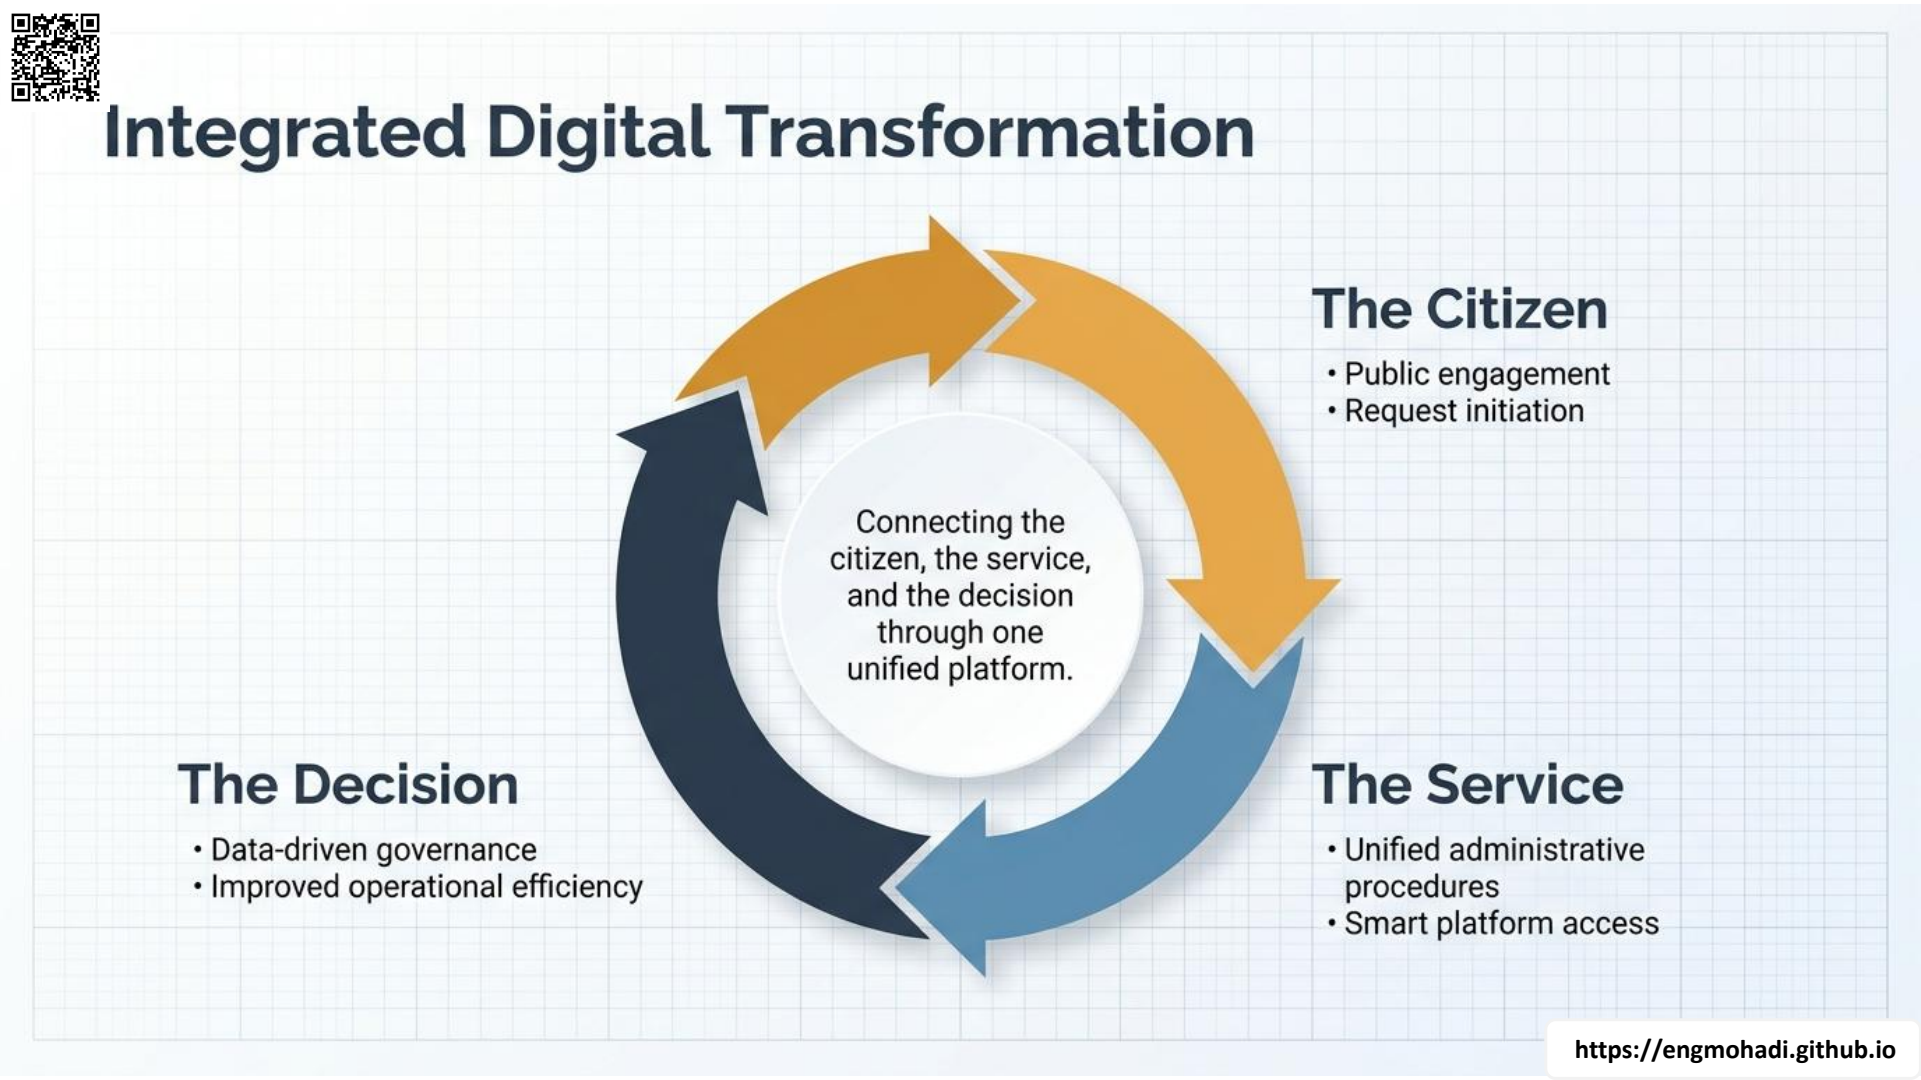 Integrated Digital Transformation
The Citizen
• Public engagement
• Request initiation
Connecting the
citizen, the service,
and the decision
through one
unified platform.
The Decision
• Data-driven governance
• Improved operational efficiency
The Service
• Unified administrative
procedures
• Smart platform access
https://engmohadi.github.io